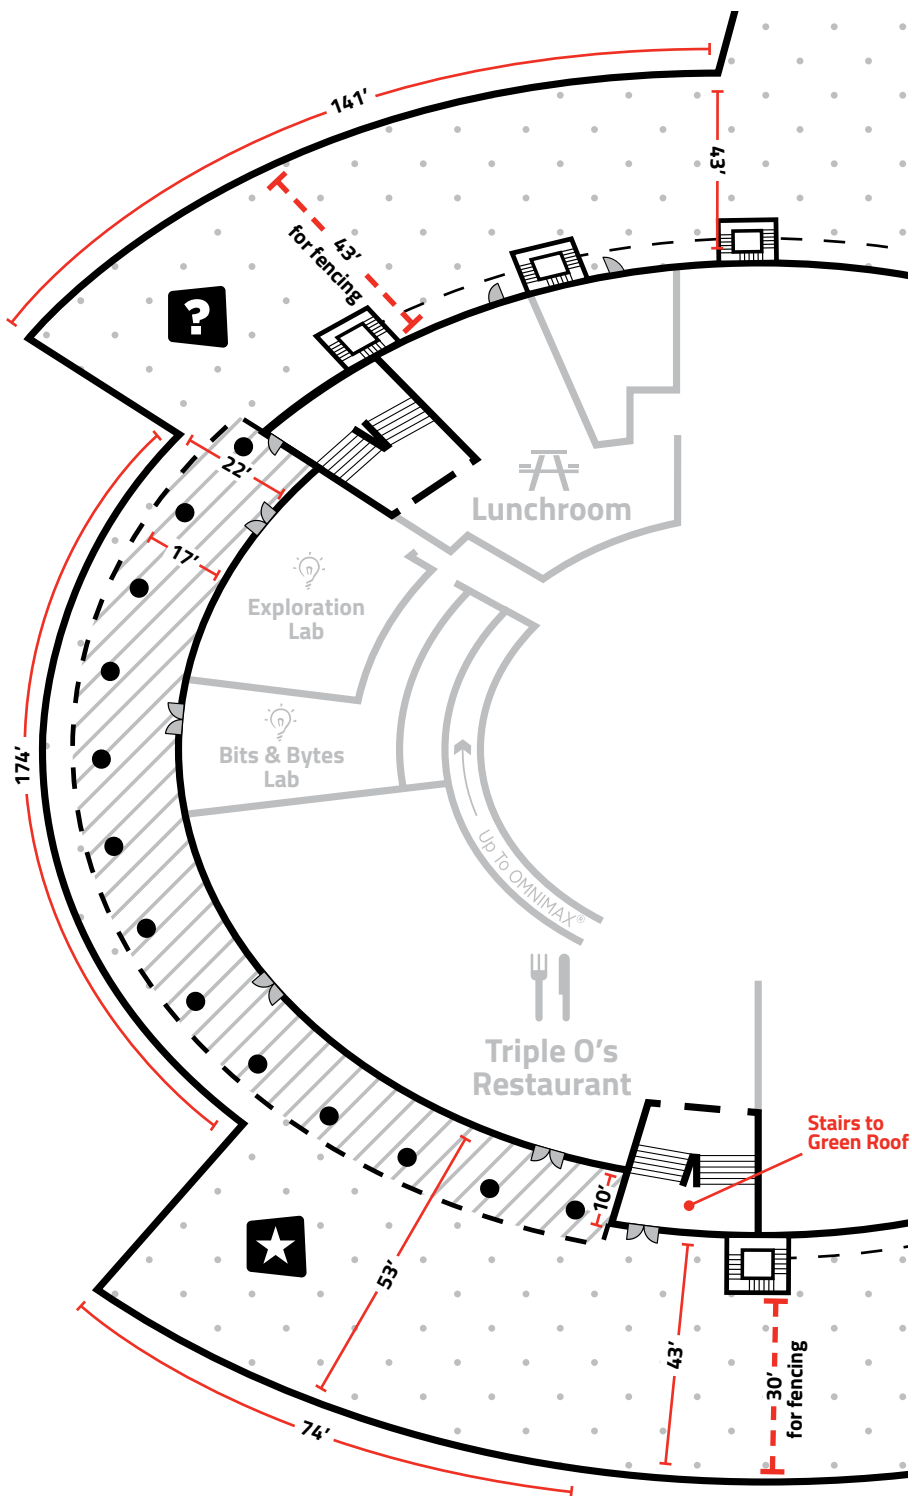 141′
43′
43′
for fencing
?
22′
17′
Lunchroom
Exploration
Lab
Bits & Bytes
Lab
174′
Up To OMNIMAX®
Triple O’s
Restaurant
Stairs to
Green Roof
10′
53′
43′
30′
for fencing
74′